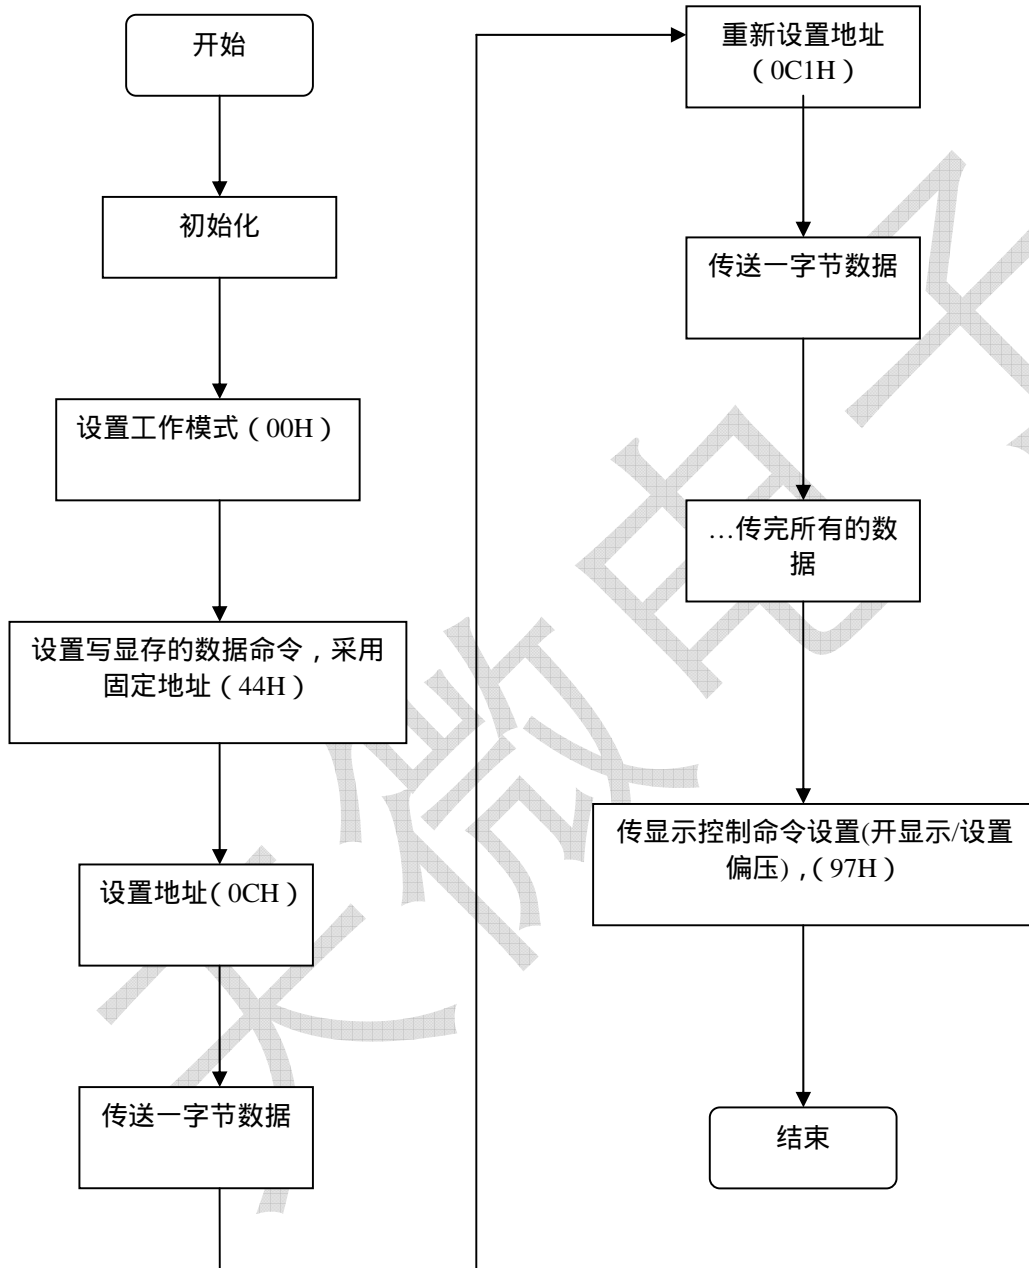 开始
初始化
设置工作模式（00H）
设置写显存的数据命令，采用
固定地址（44H）
设置地址（0CH）
传送一字节数据
重新设置地址
（0C1H）
传送一字节数据
…传完所有的数
据
传显示控制命令设置(开显示/设置
偏压)，（97H）
结束
天微电子